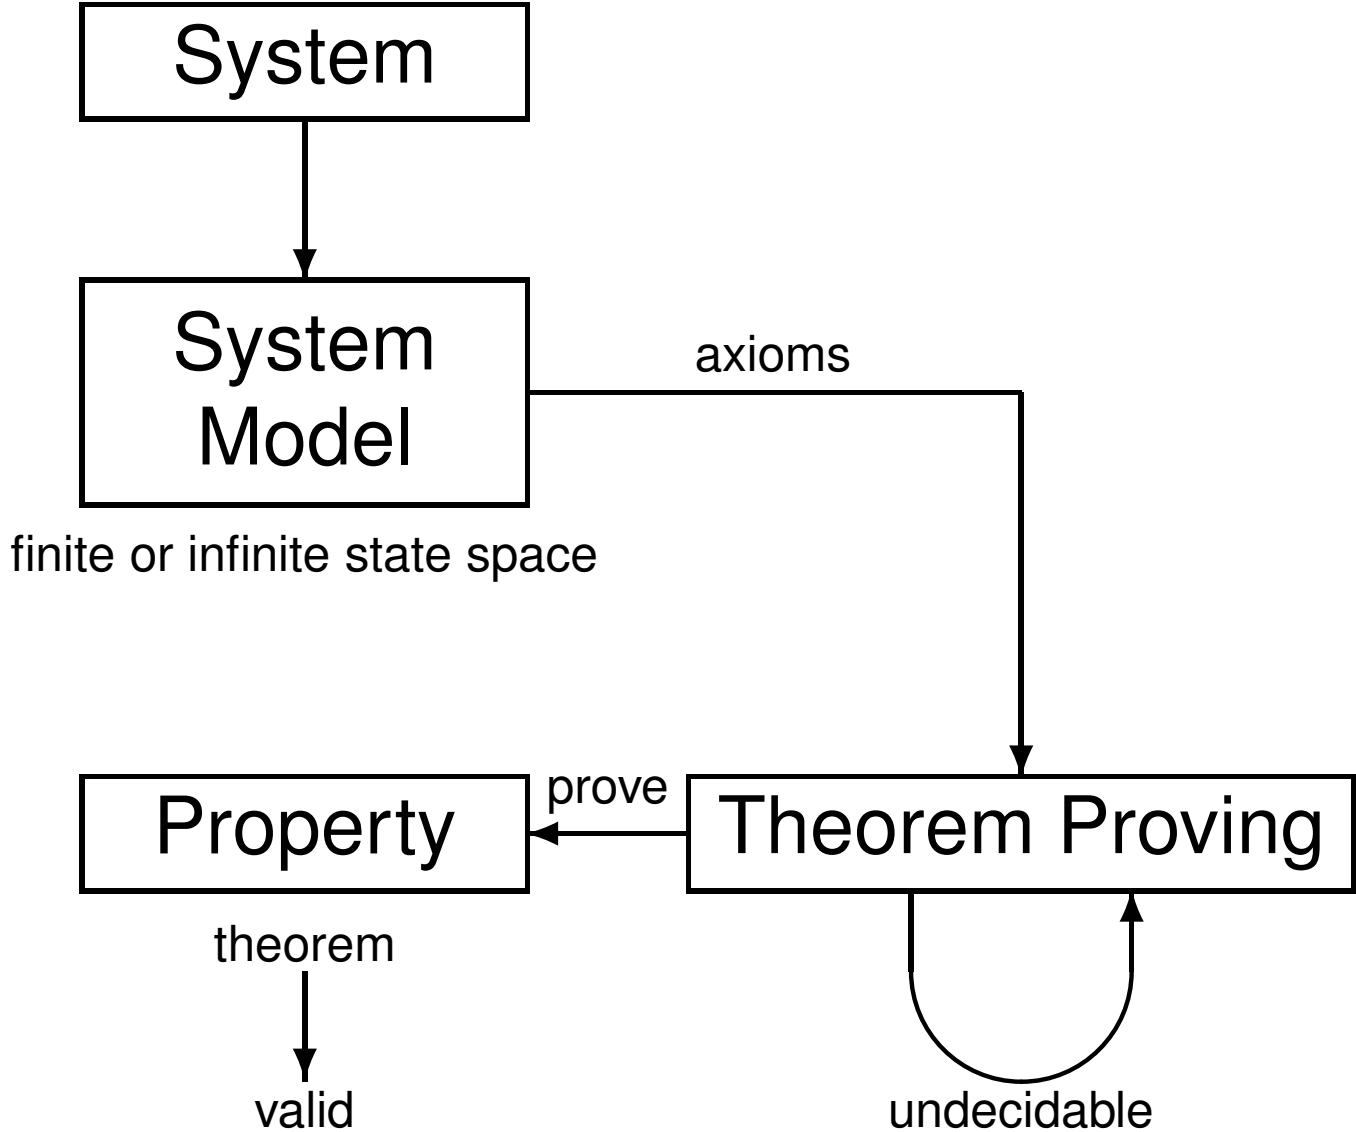 System
System
Model
axioms
finite or infinite state space
prove
Property
Theorem Proving
theorem
valid
undecidable